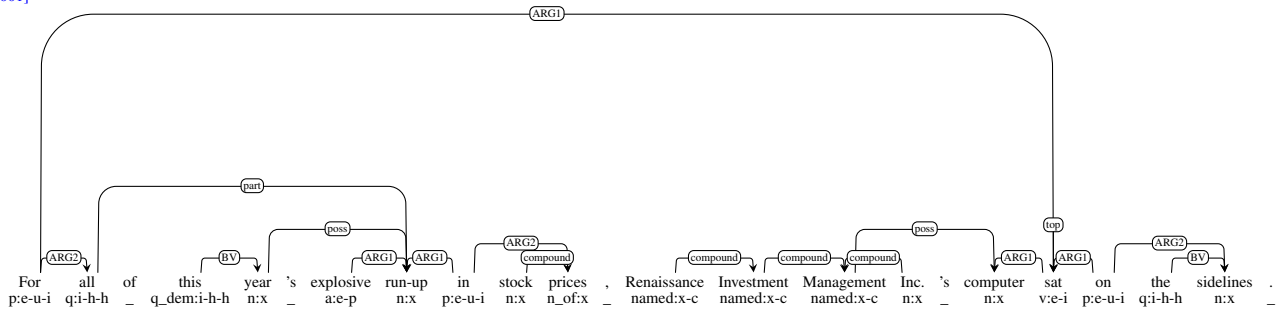 001]
ARG1
part
poss poss top
ARG2 BV ARG1 ARG1 ARG2 compound compound compound compound ARG1 ARG1 ARG2 BV
For all of this year 's explosive run-up in stock prices , Renaissance Investment Management Inc. 's computer sat on the sidelines .
p:e-u-i q:i-h-h _ q_dem:i-h-h n:x _ a:e-p n:x p:e-u-i n:x n_of:x _ named:x-c named:x-c named:x-c n:x _ n:x v:e-i p:e-u-i q:i-h-h n:x _